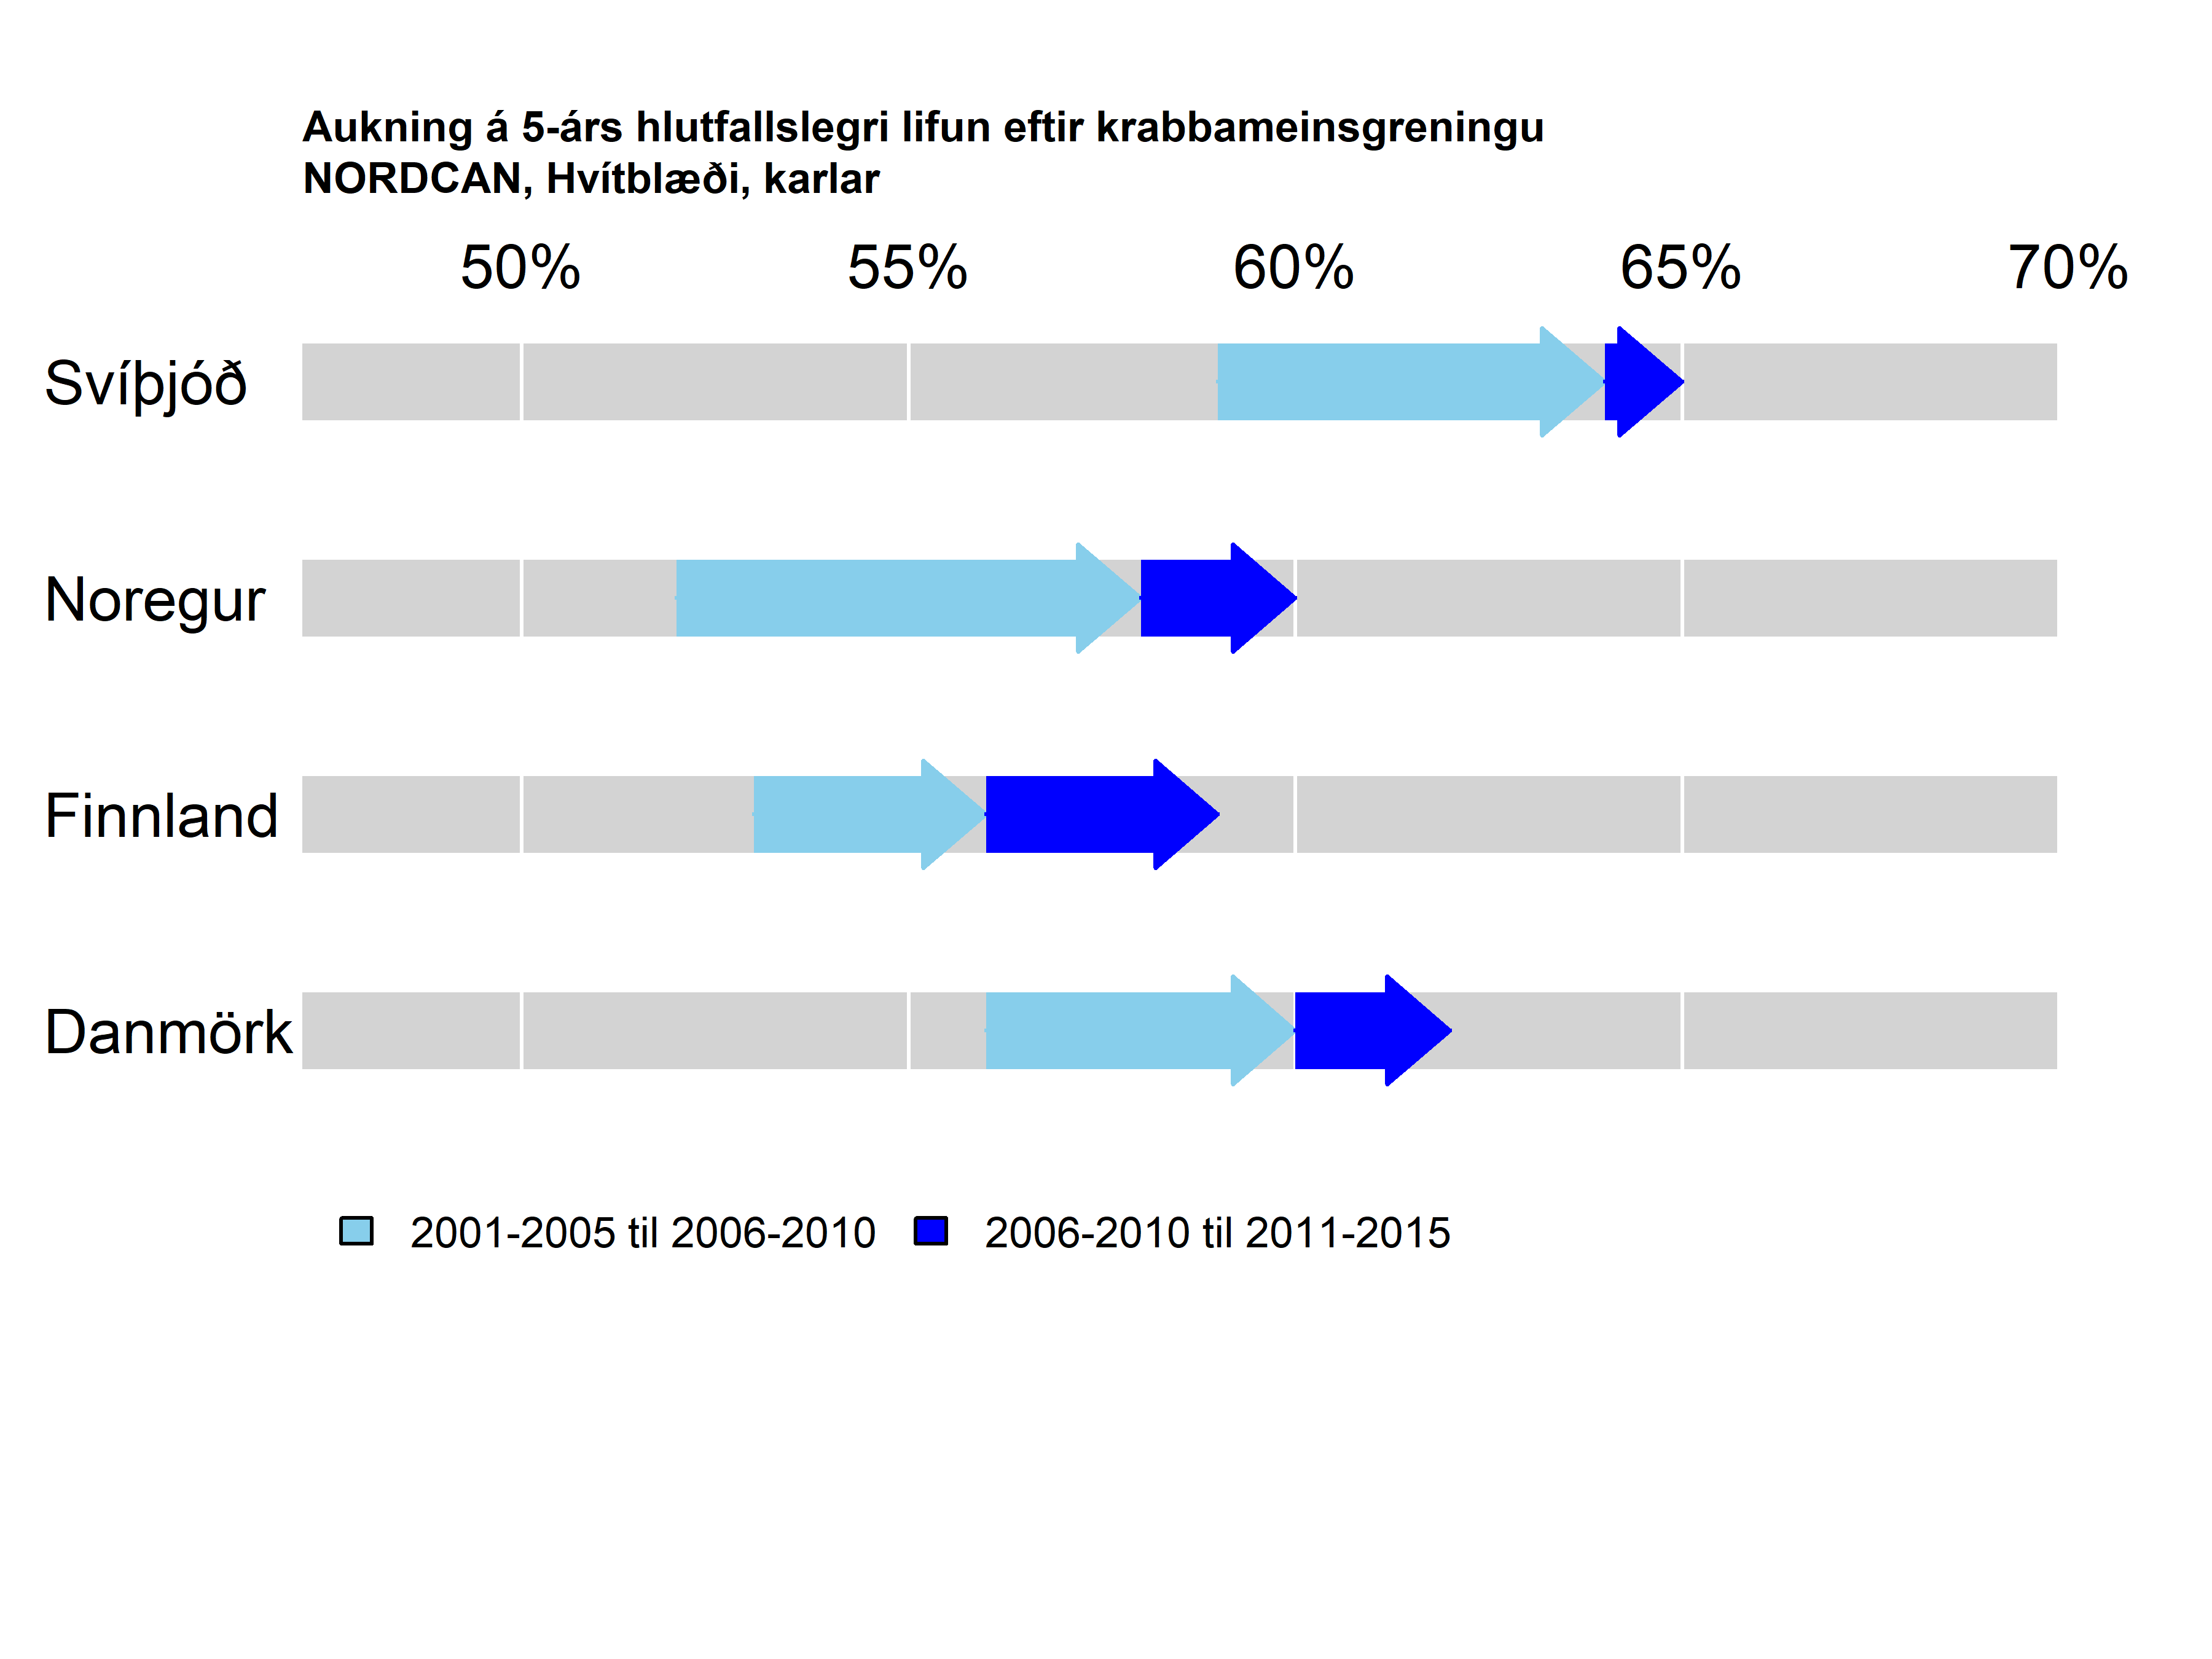 Aukning á 5-árs hlutfallslegri lifun eftir krabbameinsgreningu
NORDCAN, Hvítblæði, karlar
50% 55% 60% 65% 70%
Svíþjóð
Noregur
Finnland
Danmörk
2001-2005 til 2006-2010 2006-2010 til 2011-2015